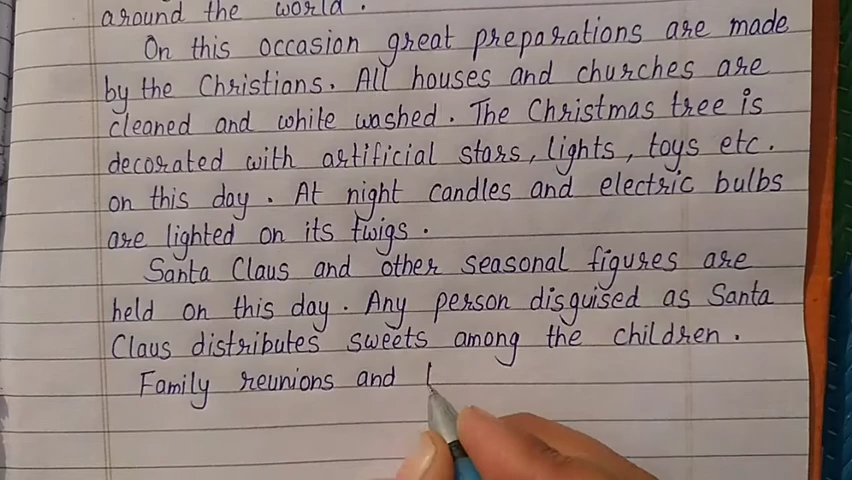 around the world.
On this occasion great preparations are made
by the Christians. All houses and churches are
cleaned and white washed. The Christmas tree is
decorated with artificial stars, lights, toys etc.
on this day. At night candles and electric bulbs
are lighted on its twigs.
Santa Claus and other seasonal figures are
held on this day. Any person disguised as Santa
Claus distributes sweets among the children.
Family reunions and